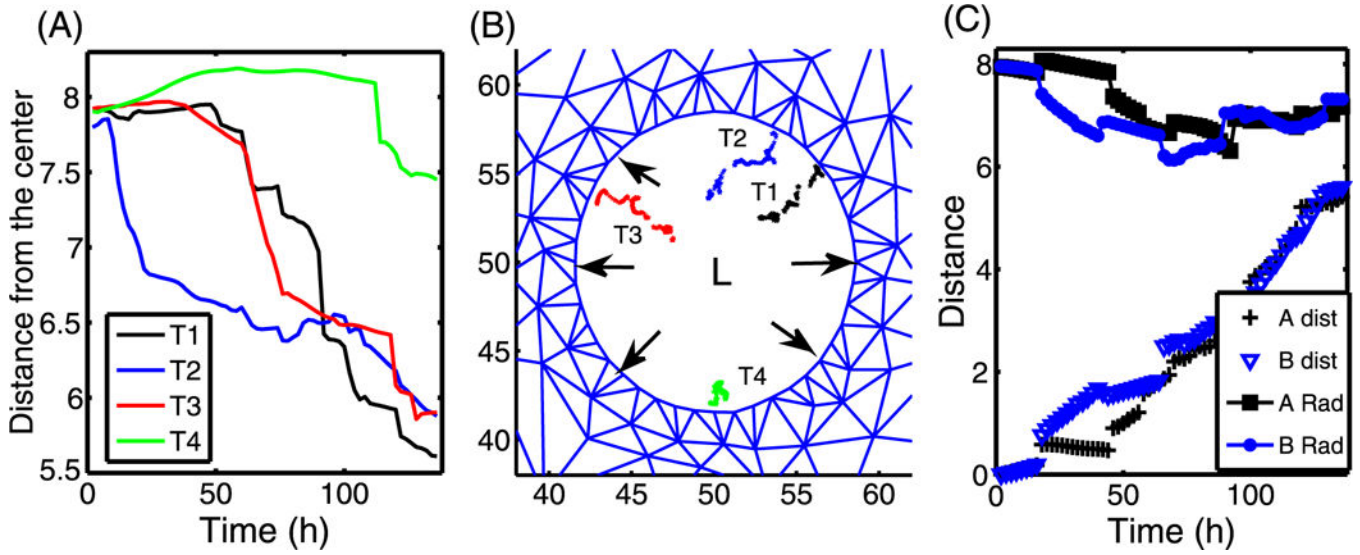 (A)
Distance from the center
8
7.5
7
6.5
6
5.5
0
50
100
Time (h)
T1
T2
T3
T4
(B)
60
55
50
45
40
40
45
50
55
60
T2
T1
T3
L
T4
(C)
Distance
8
6
4
2
0
50
100
Time (h)
A dist
B dist
A Rad
B Rad